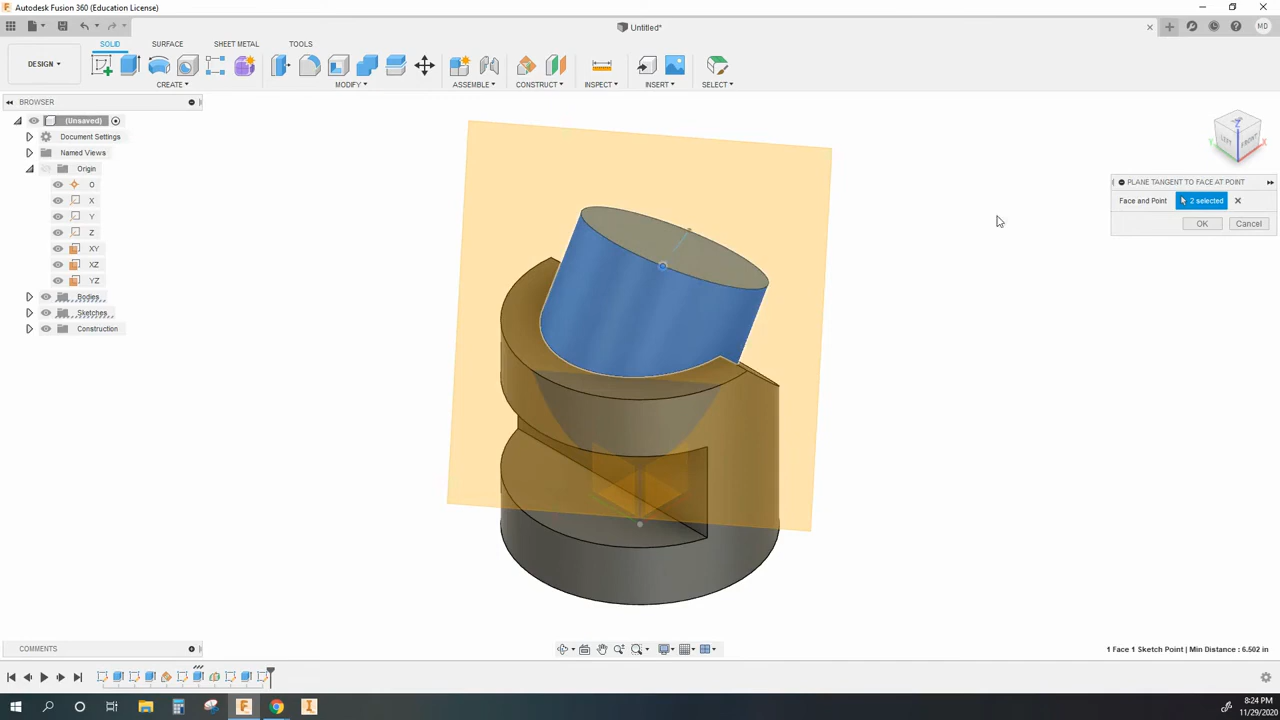 Autodesk Fusion 360 (Education License)
Untitled*
MD
DESIGN
SOLID
SURFACE
SHEET METAL
TOOLS
CREATE
MODIFY
ASSEMBLE
CONSTRUCT
INSPECT
INSERT
SELECT
BROWSER
(Unsaved)
Document Settings
Named Views
Origin
O
X
Y
Z
XY
XZ
YZ
Bodies
Sketches
Construction
Z
LEFT
FRONT
Y
X
PLANE TANGENT TO FACE AT POINT
Face and Point
2 selected
OK
Cancel
COMMENTS
1 Face 1 Sketch Point | Min Distance : 6.502 in
8:24 PM
11/29/2020